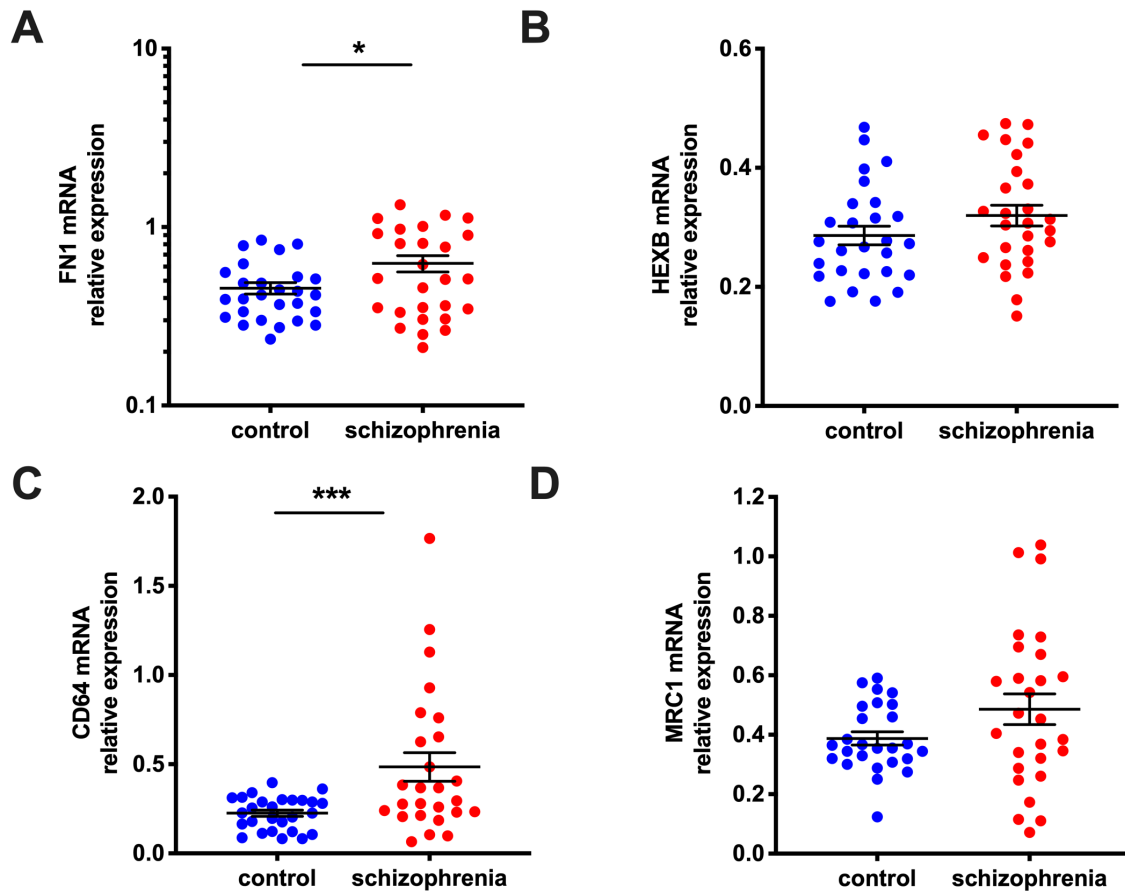 A
*
10
1
0.1
FN1 mRNA
relative expression
control schizophrenia
B
0.6
0.4
0.2
0.0
HEXB mRNA
relative expression
control schizophrenia
C
***
2.0
1.5
1.0
0.5
0.0
CD64 mRNA
relative expression
control schizophrenia
D
1.2
1.0
0.8
0.6
0.4
0.2
0.0
MRC1 mRNA
relative expression
control schizophrenia